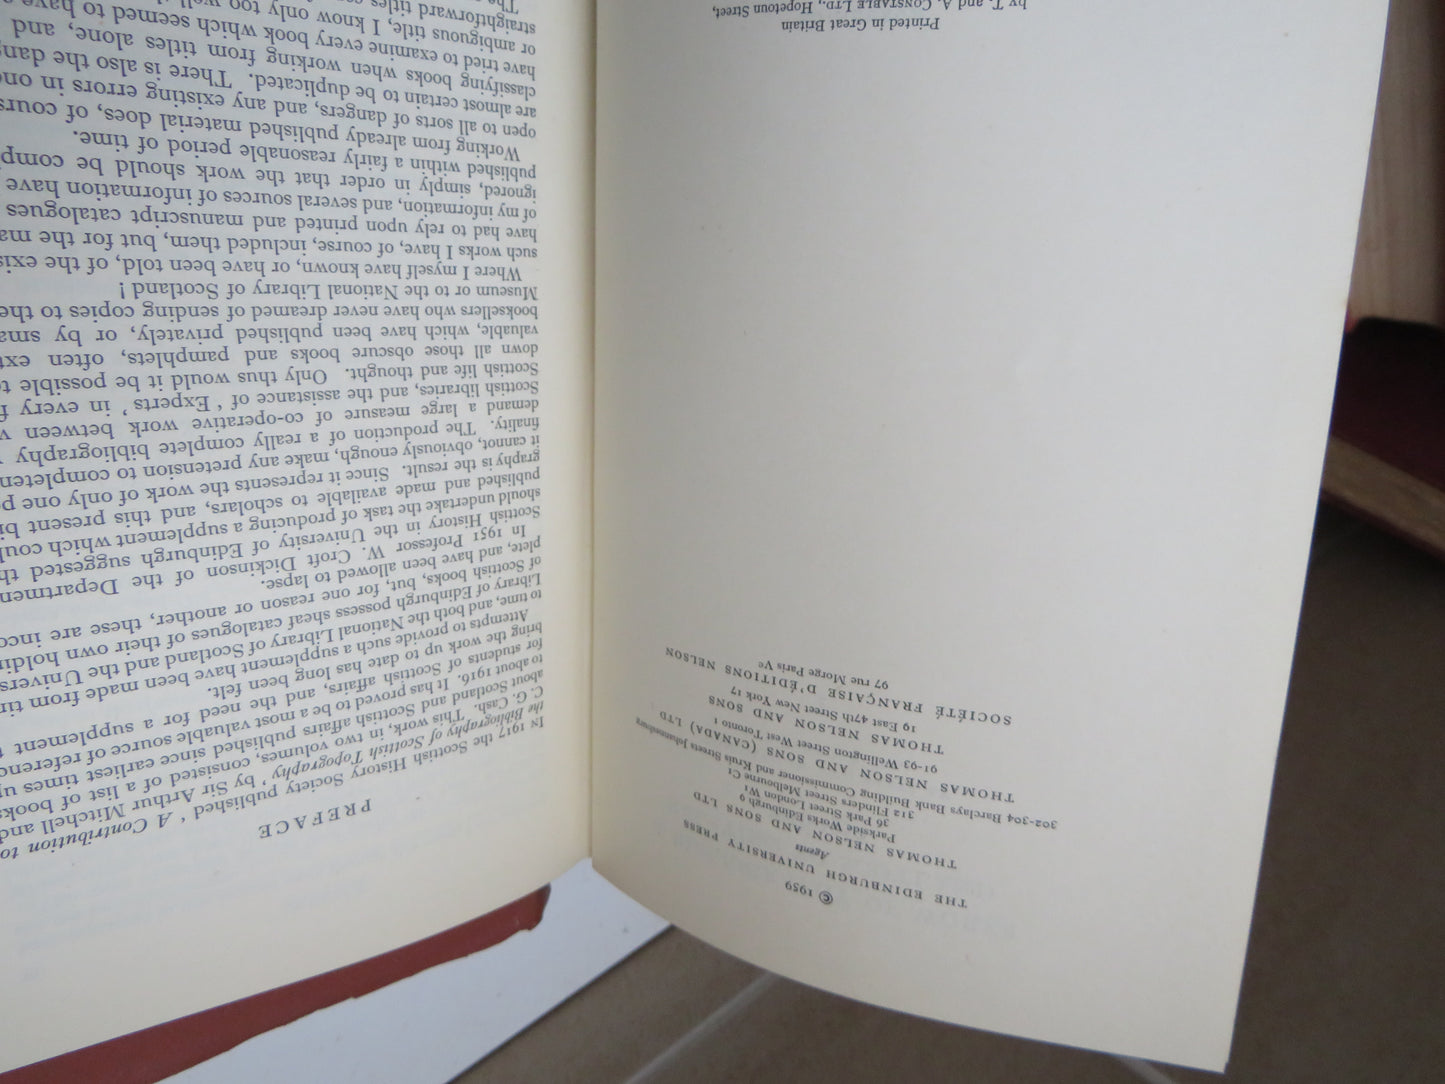 © 1959
THE EDINBURGH UNIVERSITY PRESS
Agents
THOMAS NELSON AND SONS LTD
Parkside Works Edinburgh 9
36 Street London W1
312 Flinders Street Melbourne C1
302-304 Barclays Bank Building Commissioner and Kruis Streets Johannesburg
THOMAS NELSON AND SONS (CANADA) LTD
91-93 Wellington Street West Toronto 1
THOMAS NELSON AND SONS
19 East 47th Street New York 17
SOCIÉTÉ FRANÇAISE D'ÉDITIONS NELSON
97 rue Monge Paris Ve
Printed in Great Britain
by T. and A. CONSTABLE LTD., Hopetoun Street,
PREFACE
IN 1917 the Scottish History Society published ' A Contribution to
the Bibliography of Scottish Topography ' by Sir Arthur Mitchell and
C. G. Cash. This work, in two volumes, consisted of a list of books
about Scotland and Scottish affairs published since earliest times up
to about 1916. It has proved to be a most valuable source of reference
for students of Scottish affairs, and the need for a supplement
bring the work up to date has long been felt.
Attempts to provide such a supplement have been made from tim
to time, and both the National Library of Scotland and the Univers
Library of Edinburgh possess sheaf catalogues of their own holdin
of Scottish books, but, for one reason or another, these are inco
plete, and have been allowed to lapse.
In 1951 Professor W. Croft Dickinson of the Departmen
Scottish History in the University of Edinburgh suggested th
should undertake the task of producing a supplement which coul
published and made available to scholars, and this present bi
graphy is the result. Since it represents the work of only one p
it cannot, obviously enough, make any pretension to completen
finality. The production of a really complete bibliography
demand a large measure of co-operative work between v
Scottish libraries, and the assistance of ' Experts ' in every f
Scottish life and thought. Only thus would it be possible t
down all those obscure books and pamphlets, often ext
valuable, which have been published privately, or by sma
booksellers who have never dreamed of sending copies to the
Museum or to the National Library of Scotland !
Where I myself have known, or have been told, of the exis
such works I have, of course, included them, but for the ma
have had to rely upon printed and manuscript catalogues
of my information, and several sources of information have
ignored, simply in order that the work should be comp
published within a fairly reasonable period of time.
Working from already published material does, of cours
open to all sorts of dangers, and any existing errors in on
are almost certain to be duplicated. There is also the dang
classifying books when working from titles alone, and
have tried to examine every book which seemed to have
or ambiguous title, I know only too well
straightforward titles
The